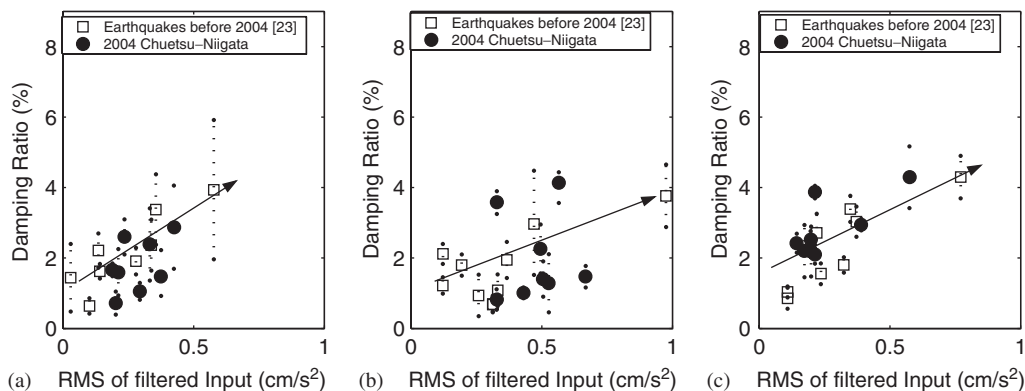 Earthquakes before 2004 [23]
2004 Chuetsu–Niigata
Damping Ratio (%)
8
6
4
2
0
0
0.5
1
(a) RMS of filtered Input (cm/s²)
Earthquakes before 2004 [23]
2004 Chuetsu–Niigata
Damping Ratio (%)
8
6
4
2
0
0
0.5
1
(b) RMS of filtered Input (cm/s²)
Earthquakes before 2004 [23]
2004 Chuetsu–Niigata
Damping Ratio (%)
8
6
4
2
0
0
0.5
1
(c) RMS of filtered Input (cm/s²)